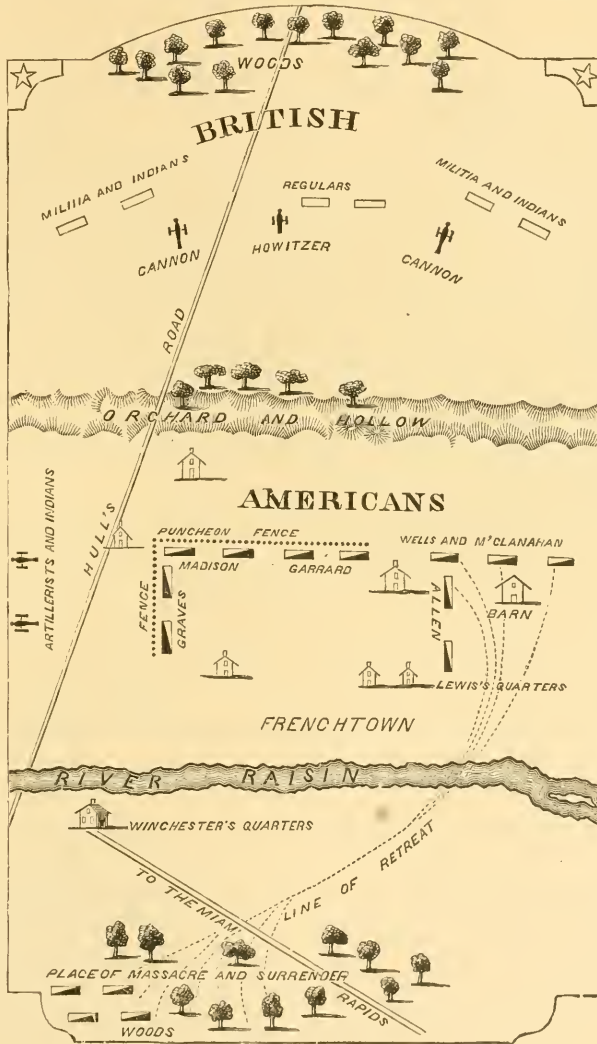 WOODS
BRITISH
MILITIA AND INDIANS
REGULARS
MILITIA AND INDIANS
CANNON
HOWITZER
CANNON
ROAD
ORCHARD AND HOLLOW
AMERICANS
HULL'S
ARTILLERISTS AND INDIANS
PUNCHEON FENCE
WELLS AND M'CLANAHAN
MADISON
GARRARD
FENCE
GRAVES
ALLEN
BARN
LEWIS'S QUARTERS
FRENCHTOWN
RIVER RAISIN
WINCHESTER'S QUARTERS
LINE OF RETREAT
TO THE MIAMI
RAPIDS
PLACE OF MASSACRE AND SURRENDER
WOODS